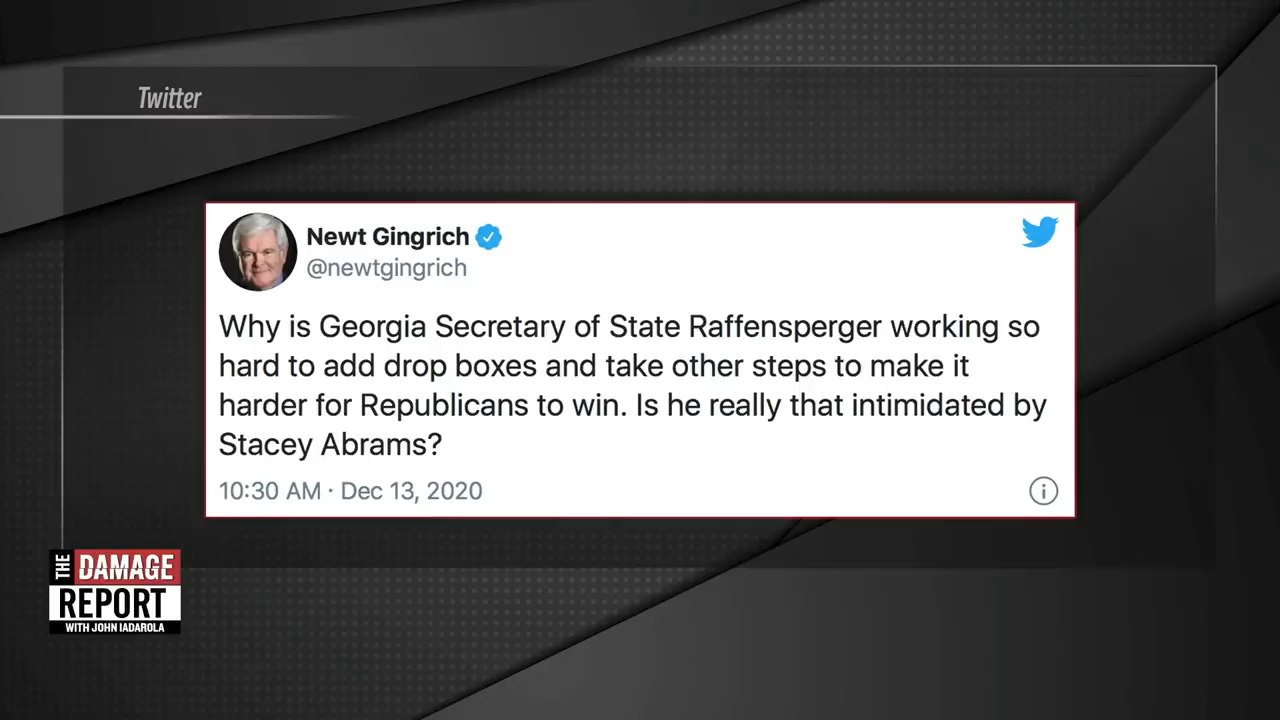 Twitter
Newt Gingrich
@newtgingrich
Why is Georgia Secretary of State Raffensperger working so
hard to add drop boxes and take other steps to make it
harder for Republicans to win. Is he really that intimidated by
Stacey Abrams?
10:30 AM · Dec 13, 2020
THE
DAMAGE
REPORT
WITH JOHN IADAROLA